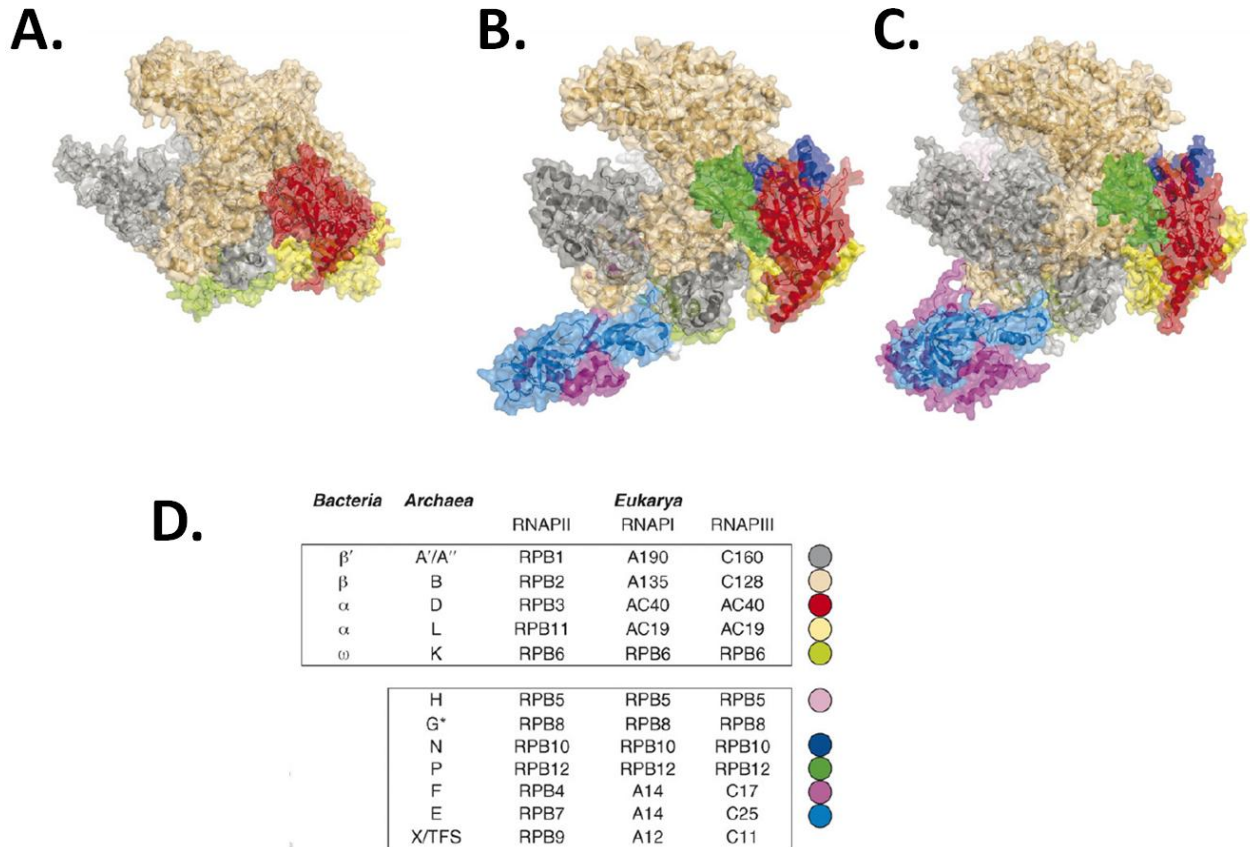 A. B. C.
D.
Bacteria Archaea Eukarya
RNAPII RNAPI RNAPIII
β′ A′/A′′ RPB1 A190 C160
β B RPB2 A135 C128
α D RPB3 AC40 AC40
α L RPB11 AC19 AC19
ω K RPB6 RPB6 RPB6
H RPB5 RPB5 RPB5
G* RPB8 RPB8 RPB8
N RPB10 RPB10 RPB10
P RPB12 RPB12 RPB12
F RPB4 A14 C17
E RPB7 A14 C25
X/TFS RPB9 A12 C11